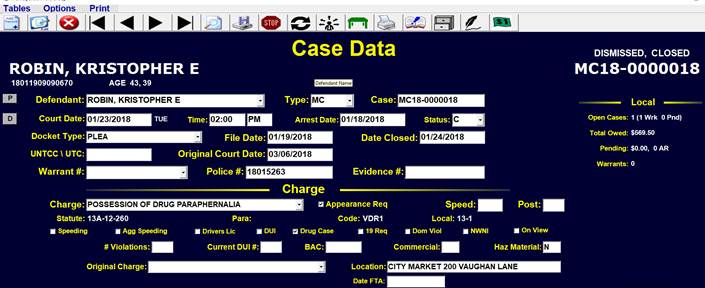 Tables Options Print
STOP
Case Data
DISMISSED, CLOSED
ROBIN, KRISTOPHER E
MC18-0000018
18011909090670 AGE 43, 39
Defendant Name
P Defendant: ROBIN, KRISTOPHER E Type: MC Case: MC18-0000018
Local
D Court Date: 01/23/2018 TUE Time: 02:00 PM Arrest Date: 01/18/2018 Status: C
Open Cases: 1 (1 Wrk 0 Pnd)
Docket Type: PLEA File Date: 01/19/2018 Date Closed: 01/24/2018
Total Owed: $569.50
UNTCC \ UTC: Original Court Date: 03/06/2018
Pending: $0.00, 0 AR
Warrant #: Police #: 18015263 Evidence #:
Warrants: 0
Charge
Charge: POSSESSION OF DRUG PARAPHERNALIA Appearance Req Speed: Post:
Statute: 13A-12-260 Para: Code: VDR1 Local: 13-1
Speeding Agg Speeding Drivers Lic DUI Drug Case 19 Req Dom Viol NWNI On View
# Violations: Current DUI #: BAC: Commercial: Haz Material: N
Original Charge: Location: CITY MARKET 200 VAUGHAN LANE
Date FTA: